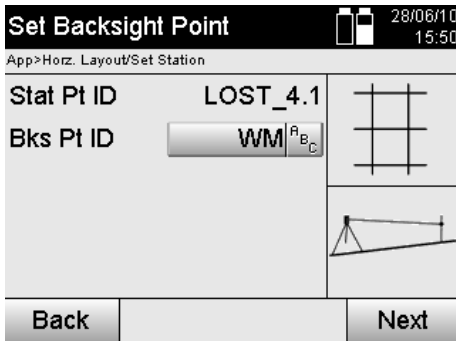 Set Backsight Point
28/06/10
15:50
App>Horz. Layout/Set Station
Stat Pt ID LOST_4.1
Bks Pt ID WM ABC
Back Next